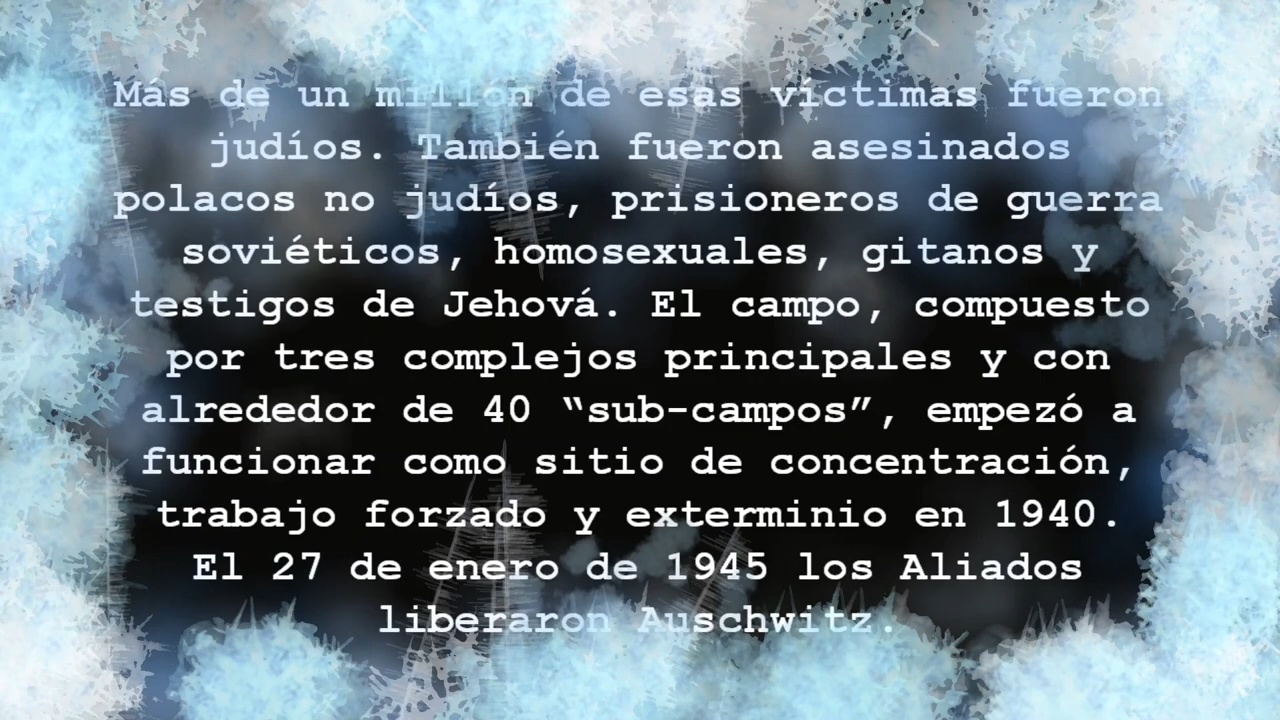 Más de un millón de esas víctimas fueron
judíos. También fueron asesinados
polacos no judíos, prisioneros de guerra
soviéticos, homosexuales, gitanos y
testigos de Jehová. El campo, compuesto
por tres complejos principales y con
alrededor de 40 “sub-campos”, empezó a
funcionar como sitio de concentración,
trabajo forzado y exterminio en 1940.
El 27 de enero de 1945 los Aliados
liberaron Auschwitz.